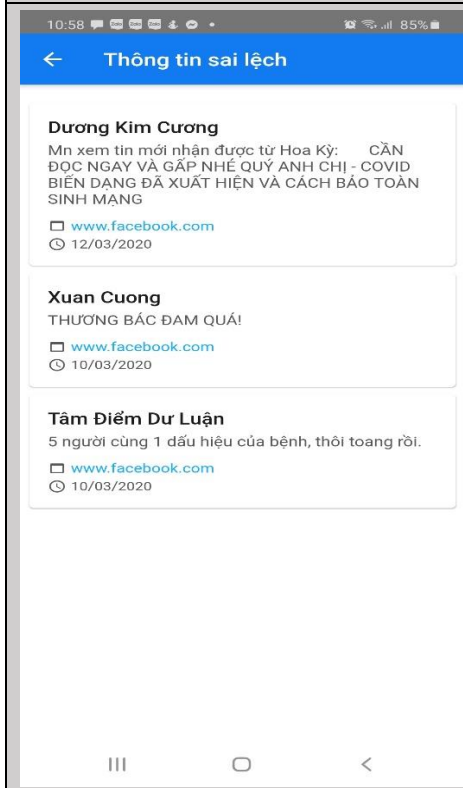 10:58 85%
Thông tin sai lệch
Dương Kim Cương
Mn xem tin mới nhận được từ Hoa Kỳ: CẦN
ĐỌC NGAY VÀ GẤP NHÉ QUÝ ANH CHỊ - COVID
BIẾN DẠNG ĐÃ XUẤT HIỆN VÀ CÁCH BẢO TOÀN
SINH MẠNG
www.facebook.com
12/03/2020
Xuan Cuong
THƯƠNG BÁC ĐAM QUÁ!
www.facebook.com
10/03/2020
Tâm Điểm Dư Luận
5 người cùng 1 dấu hiệu của bệnh, thôi toang rồi.
www.facebook.com
10/03/2020